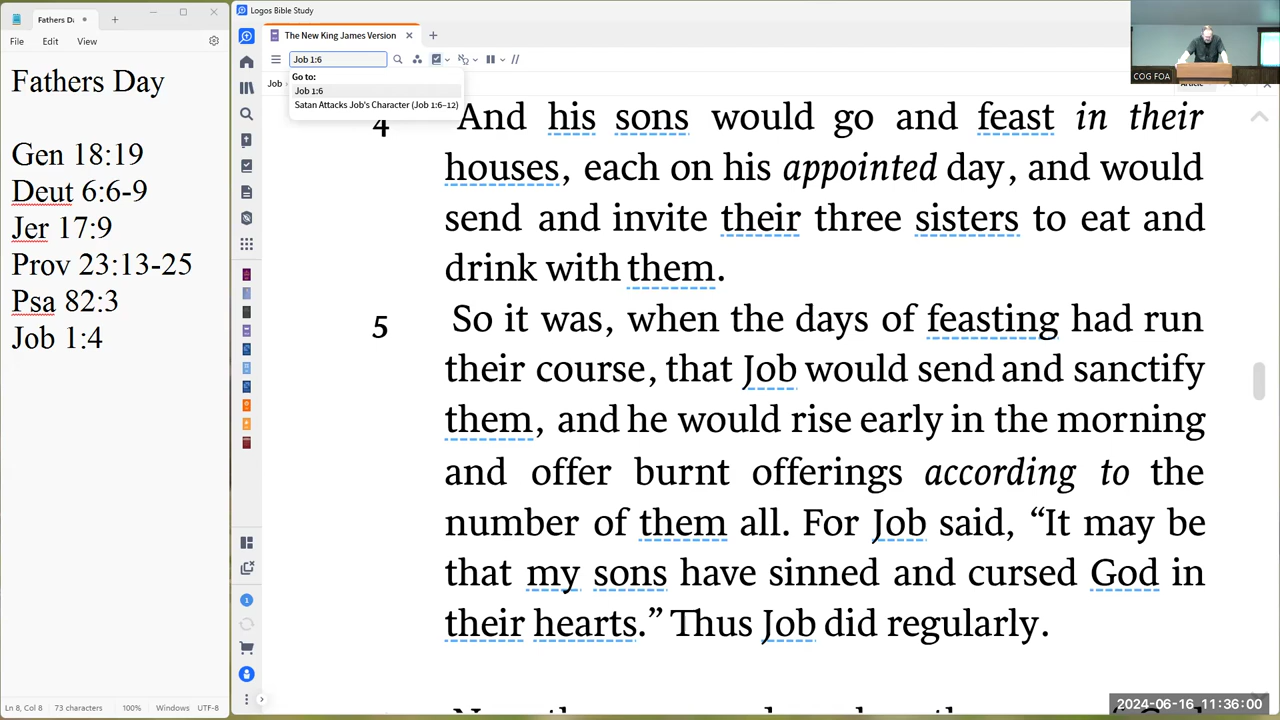 Fathers Da
File
Edit
View
Fathers Day
Gen 18:19
Deut 6:6-9
Jer 17:9
Prov 23:13-25
Psa 82:3
Job 1:4
Ln 8, Col 8
73 characters
100%
Windows
UTF-8
Logos Bible Study
The New King James Version
Job 1:6
Job
Go to:
Job 1:6
Satan Attacks Job's Character (Job 1:6–12)
COG FOA
4 And his sons would go and feast in their
houses, each on his appointed day, and would
send and invite their three sisters to eat and
drink with them.
5 So it was, when the days of feasting had run
their course, that Job would send and sanctify
them, and he would rise early in the morning
and offer burnt offerings according to the
number of them all. For Job said, “It may be
that my sons have sinned and cursed God in
their hearts.” Thus Job did regularly.
2024-06-16 11:36:00